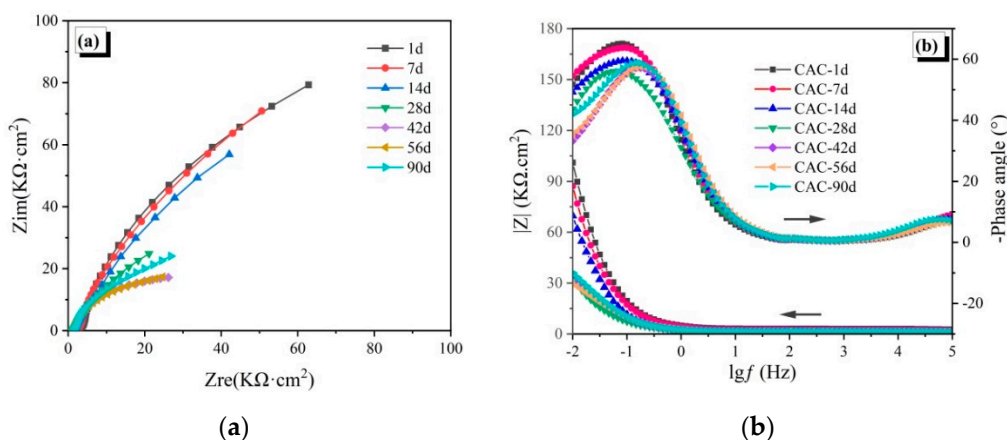 (a)
100
80
60
40
20
0
0 20 40 60 80 100
Zim(KΩ·cm²)
Zre(KΩ·cm²)
1d
7d
14d
28d
42d
56d
90d
(a)
(b)
180
150
120
90
60
30
0
|Z| (KΩ.cm²)
-2 -1 0 1 2 3 4 5
lgf (Hz)
60
40
20
0
-20
-Phase angle (°)
CAC-1d
CAC-7d
CAC-14d
CAC-28d
CAC-42d
CAC-56d
CAC-90d
(b)